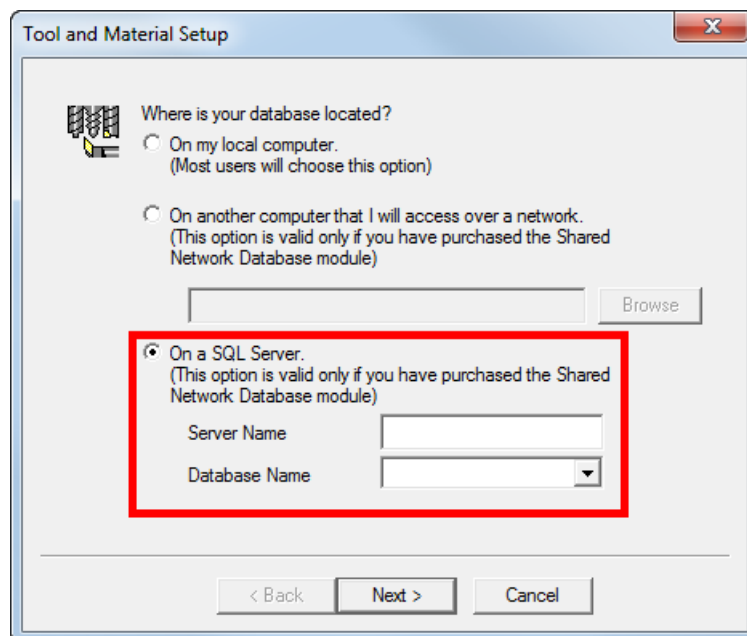 Tool and Material Setup
Where is your database located?
On my local computer.
(Most users will choose this option)
On another computer that I will access over a network.
(This option is valid only if you have purchased the Shared
Network Database module)
Browse
On a SQL Server.
(This option is valid only if you have purchased the Shared
Network Database module)
Server Name
Database Name
< Back
Next >
Cancel